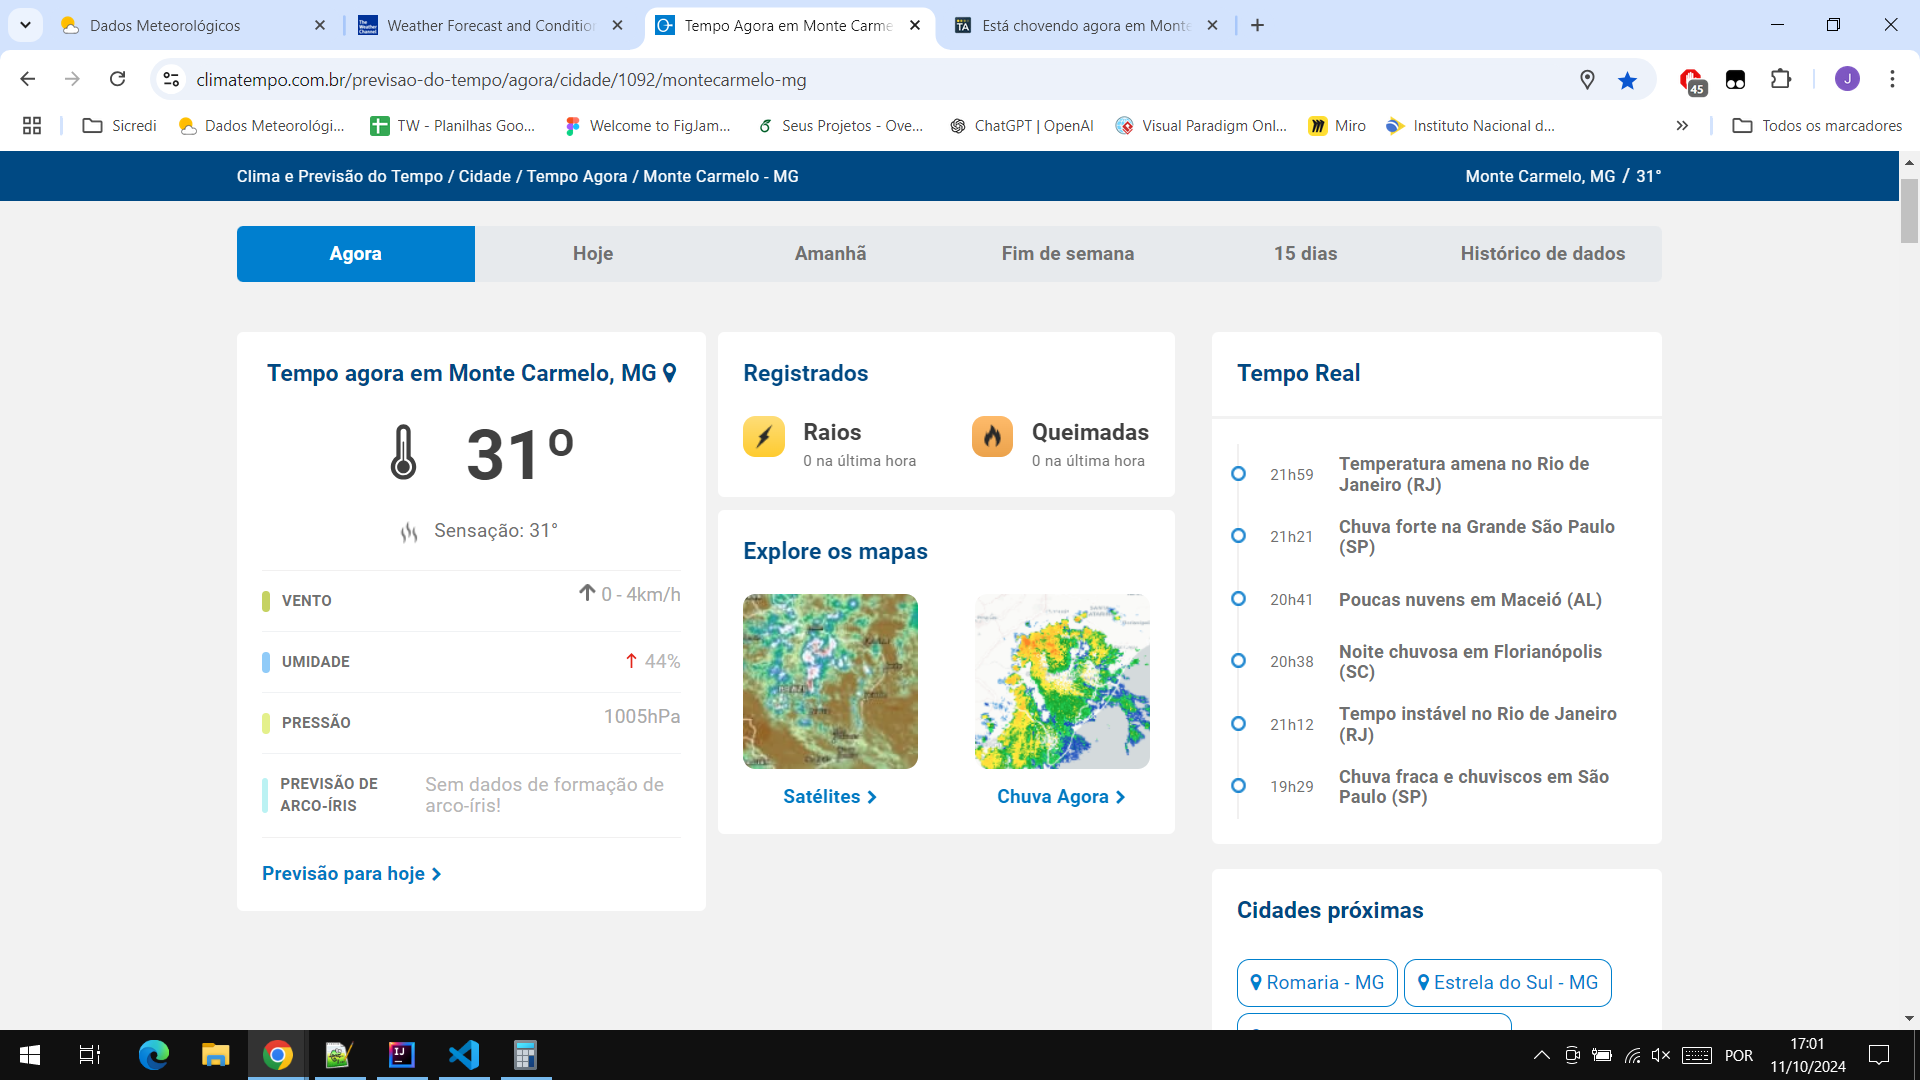 Dados Meteorológicos
Weather Forecast and Conditio
Tempo Agora em Monte Carme
Está chovendo agora em Monte
climatempo.com.br/previsao-do-tempo/agora/cidade/1092/montecarmelo-mg
45
J
Sicredi
Dados Meteorológi...
TW - Planilhas Goo...
Welcome to FigJam...
Seus Projetos - Ove...
ChatGPT | OpenAI
Visual Paradigm Onl...
Miro
Instituto Nacional d...
Todos os marcadores
Clima e Previsão do Tempo / Cidade / Tempo Agora / Monte Carmelo - MG
Monte Carmelo, MG / 31°
Agora
Hoje
Amanhã
Fim de semana
15 dias
Histórico de dados
Tempo agora em Monte Carmelo, MG
31º
Sensação: 31°
VENTO
0 - 4km/h
UMIDADE
44%
PRESSÃO
1005hPa
PREVISÃO DE
ARCO-ÍRIS
Sem dados de formação de
arco-íris!
Previsão para hoje
Registrados
Raios
0 na última hora
Queimadas
0 na última hora
Explore os mapas
Satélites
Chuva Agora
Tempo Real
21h59
Temperatura amena no Rio de
Janeiro (RJ)
21h21
Chuva forte na Grande São Paulo
(SP)
20h41
Poucas nuvens em Maceió (AL)
20h38
Noite chuvosa em Florianópolis
(SC)
21h12
Tempo instável no Rio de Janeiro
(RJ)
19h29
Chuva fraca e chuviscos em São
Paulo (SP)
Cidades próximas
Romaria - MG
Estrela do Sul - MG
POR
17:01
11/10/2024